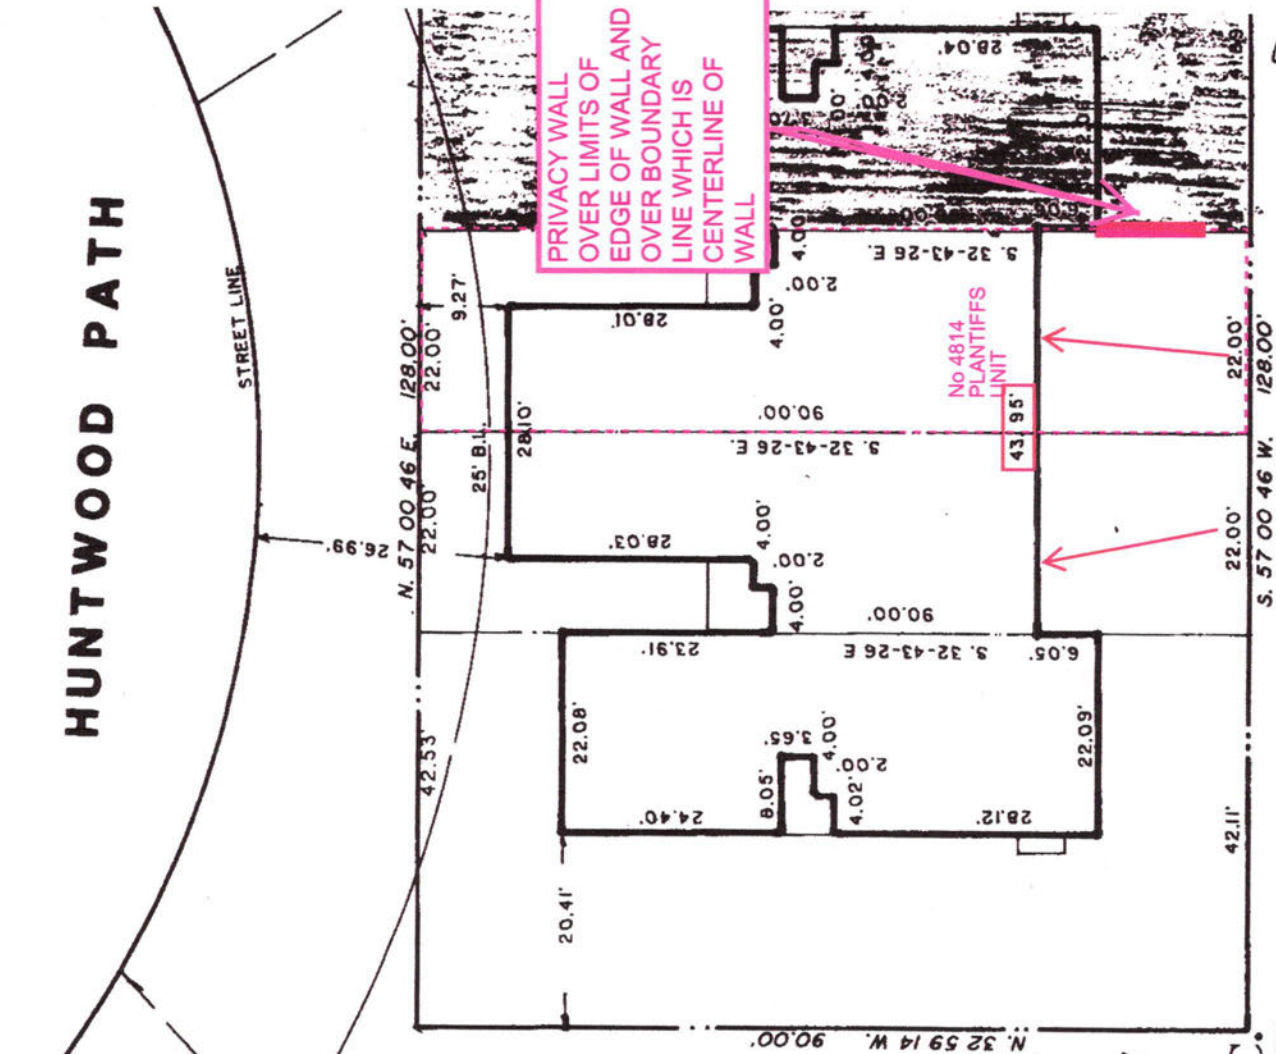 HUNTWOOD PATH
STREET LINE
PRIVACY WALL
OVER LIMITS OF
EDGE OF WALL AND
OVER BOUNDARY
LINE WHICH IS
CENTERLINE OF
WALL
28.04'
9.27'
128.00'
22.00'
N. 57 00 46 E.
22.00'
25' B.L.
28.10'
28.01'
4.00'
4.00'
2.00'
S. 32-43-26 E.
No 4814
PLANTIFFS
UNIT
43.95'
90.00'
S. 32-43-26 E.
26.99'
28.03'
4.00'
2.00'
4.00'
90.00'
S. 32-43-26 E
6.05'
23.91'
22.00'
128.00'
22.00'
S. 57 00 46 W.
42.53'
22.08'
3.65'
4.00'
2.00'
8.05'
4.02'
24.40'
28.12'
22.09'
42.11'
20.41'
N. 32 59 14 W.
90.00'